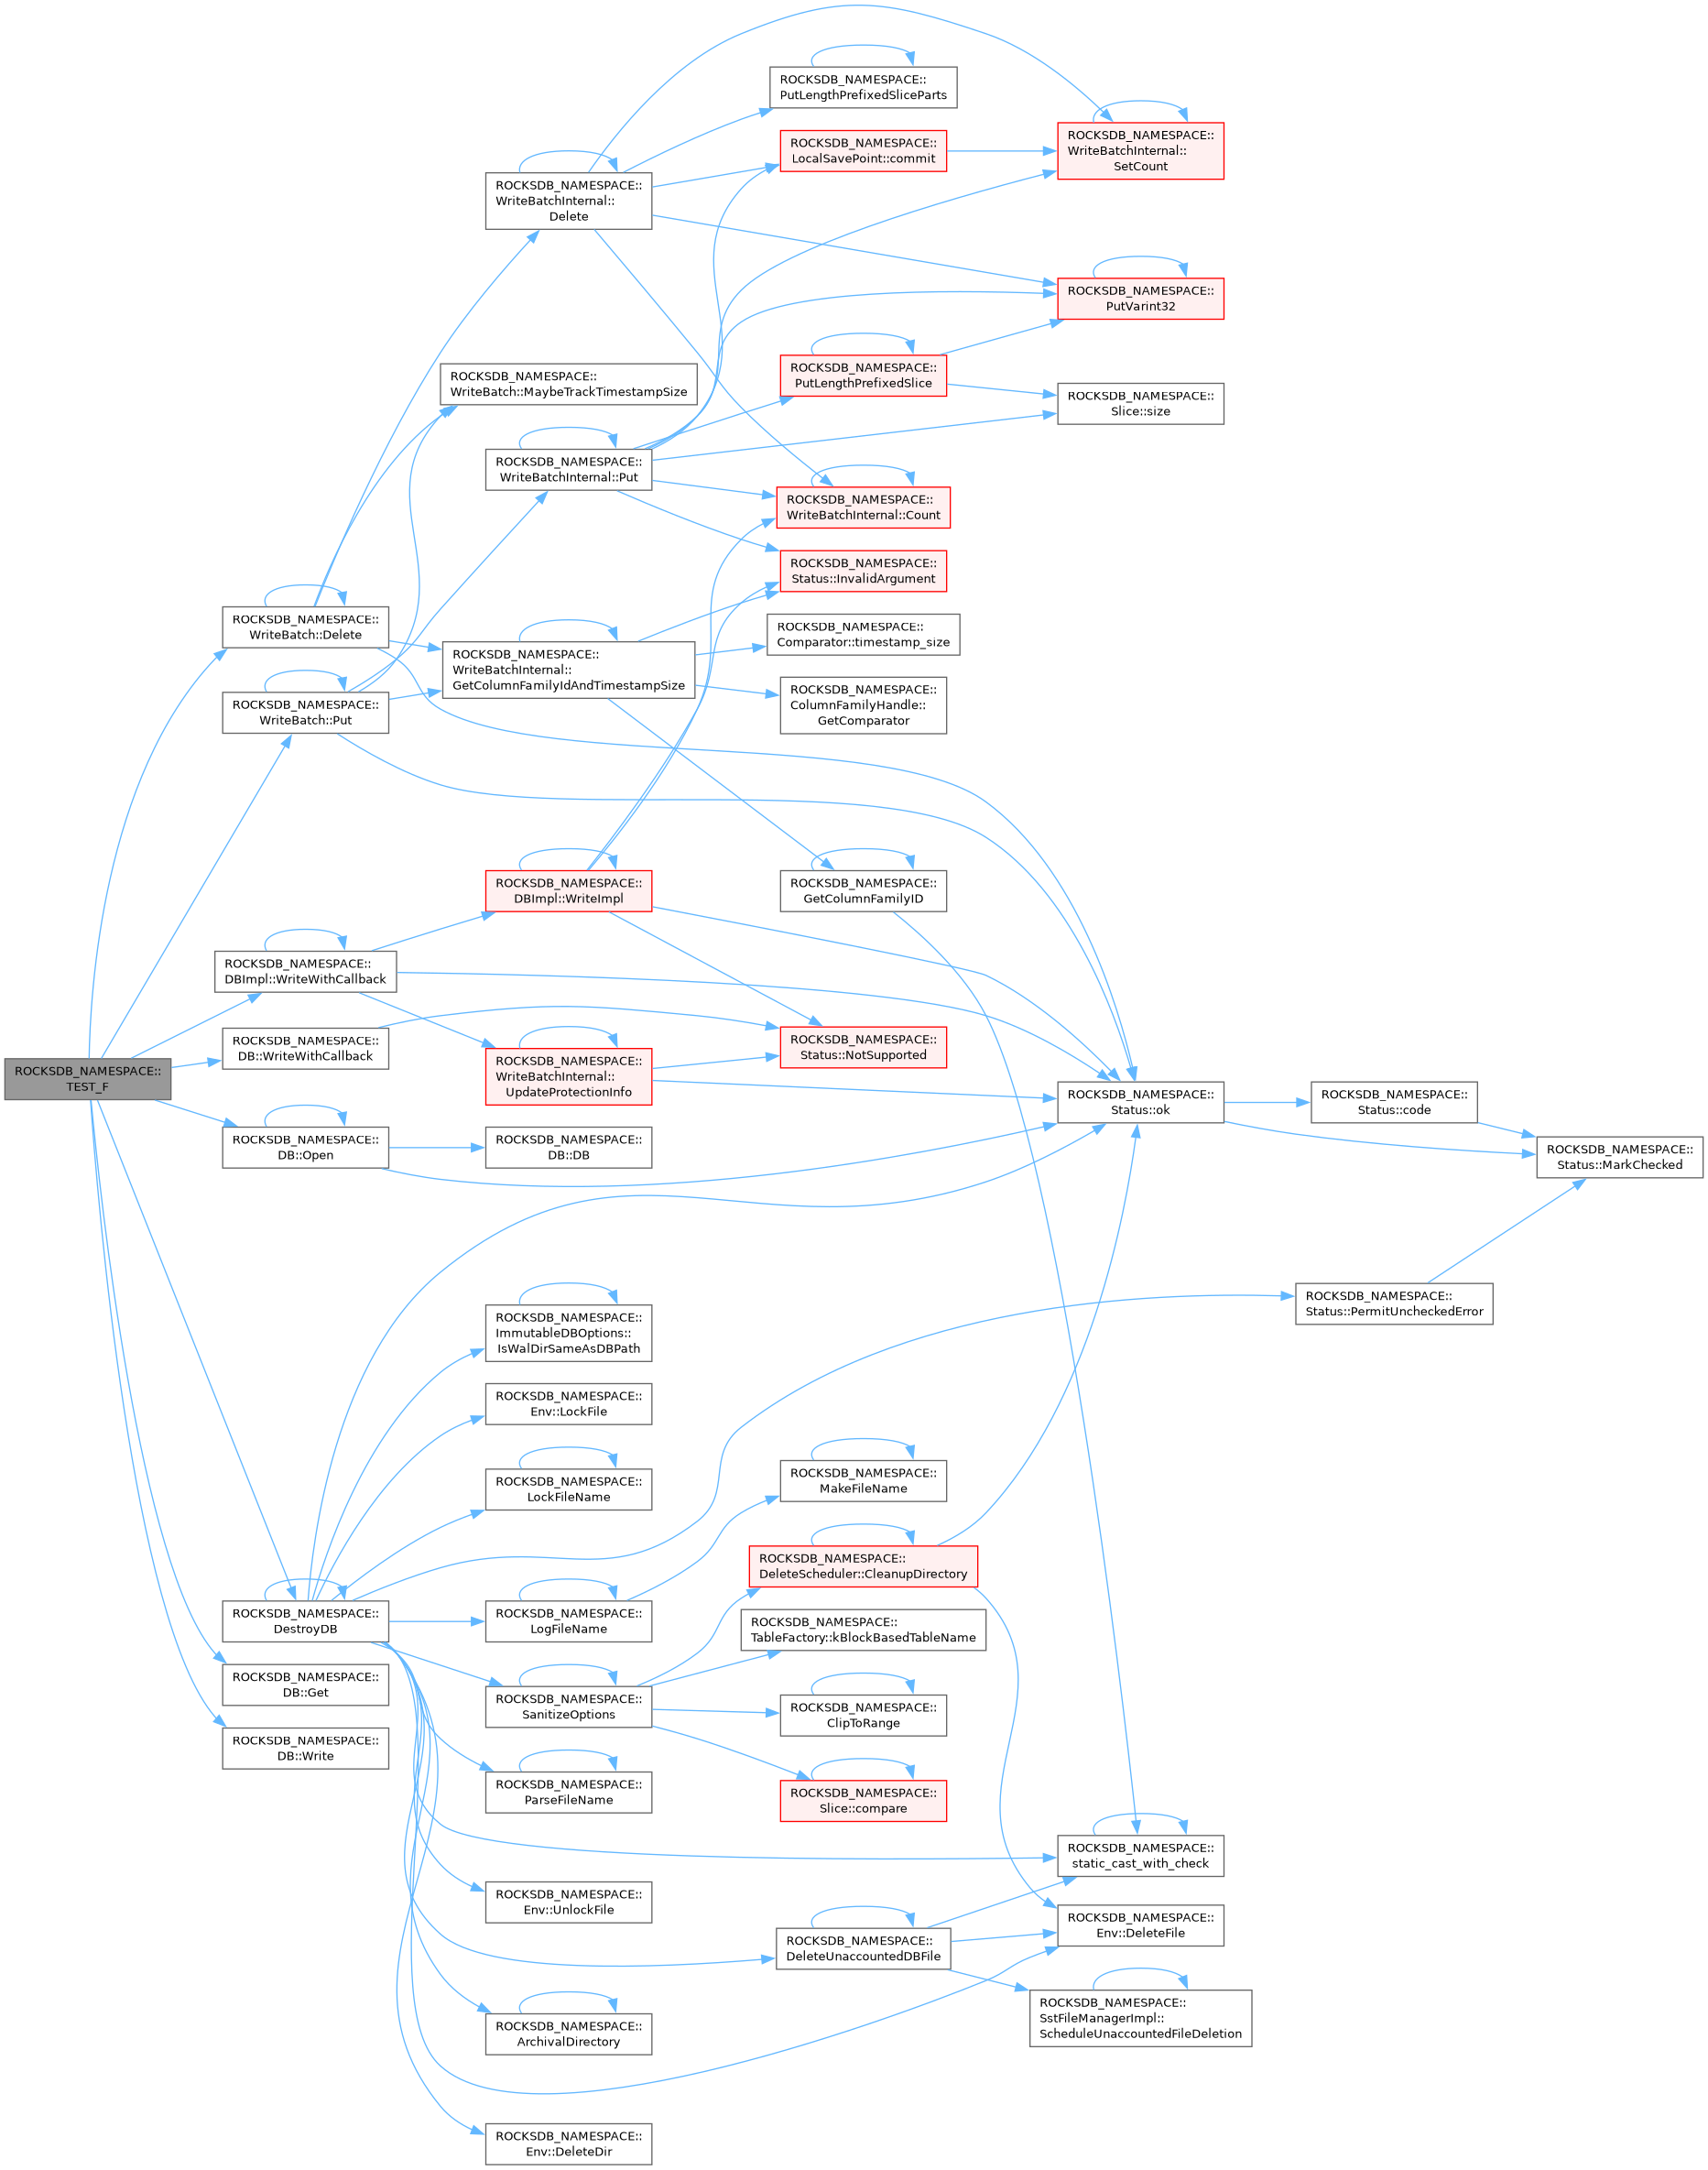 ROCKSDB_NAMESPACE::
TEST_F
ROCKSDB_NAMESPACE::
WriteBatch::Delete
ROCKSDB_NAMESPACE::
WriteBatch::Put
ROCKSDB_NAMESPACE::
DBImpl::WriteWithCallback
ROCKSDB_NAMESPACE::
DB::WriteWithCallback
ROCKSDB_NAMESPACE::
DB::Open
ROCKSDB_NAMESPACE::
DestroyDB
ROCKSDB_NAMESPACE::
DB::Get
ROCKSDB_NAMESPACE::
DB::Write
ROCKSDB_NAMESPACE::
WriteBatchInternal::
Delete
ROCKSDB_NAMESPACE::
WriteBatch::MaybeTrackTimestampSize
ROCKSDB_NAMESPACE::
WriteBatchInternal::Put
ROCKSDB_NAMESPACE::
WriteBatchInternal::
GetColumnFamilyIdAndTimestampSize
ROCKSDB_NAMESPACE::
DBImpl::WriteImpl
ROCKSDB_NAMESPACE::
WriteBatchInternal::
UpdateProtectionInfo
ROCKSDB_NAMESPACE::
DB::DB
ROCKSDB_NAMESPACE::
ImmutableDBOptions::
IsWalDirSameAsDBPath
ROCKSDB_NAMESPACE::
Env::LockFile
ROCKSDB_NAMESPACE::
LockFileName
ROCKSDB_NAMESPACE::
LogFileName
ROCKSDB_NAMESPACE::
SanitizeOptions
ROCKSDB_NAMESPACE::
ParseFileName
ROCKSDB_NAMESPACE::
Env::UnlockFile
ROCKSDB_NAMESPACE::
ArchivalDirectory
ROCKSDB_NAMESPACE::
Env::DeleteDir
ROCKSDB_NAMESPACE::
PutLengthPrefixedSliceParts
ROCKSDB_NAMESPACE::
LocalSavePoint::commit
ROCKSDB_NAMESPACE::
PutLengthPrefixedSlice
ROCKSDB_NAMESPACE::
WriteBatchInternal::Count
ROCKSDB_NAMESPACE::
Status::InvalidArgument
ROCKSDB_NAMESPACE::
Comparator::timestamp_size
ROCKSDB_NAMESPACE::
ColumnFamilyHandle::
GetComparator
ROCKSDB_NAMESPACE::
GetColumnFamilyID
ROCKSDB_NAMESPACE::
Status::NotSupported
ROCKSDB_NAMESPACE::
MakeFileName
ROCKSDB_NAMESPACE::
DeleteScheduler::CleanupDirectory
ROCKSDB_NAMESPACE::
TableFactory::kBlockBasedTableName
ROCKSDB_NAMESPACE::
ClipToRange
ROCKSDB_NAMESPACE::
Slice::compare
ROCKSDB_NAMESPACE::
DeleteUnaccountedDBFile
ROCKSDB_NAMESPACE::
WriteBatchInternal::
SetCount
ROCKSDB_NAMESPACE::
PutVarint32
ROCKSDB_NAMESPACE::
Slice::size
ROCKSDB_NAMESPACE::
Status::ok
ROCKSDB_NAMESPACE::
static_cast_with_check
ROCKSDB_NAMESPACE::
Env::DeleteFile
ROCKSDB_NAMESPACE::
SstFileManagerImpl::
ScheduleUnaccountedFileDeletion
ROCKSDB_NAMESPACE::
Status::code
ROCKSDB_NAMESPACE::
Status::PermitUncheckedError
ROCKSDB_NAMESPACE::
Status::MarkChecked